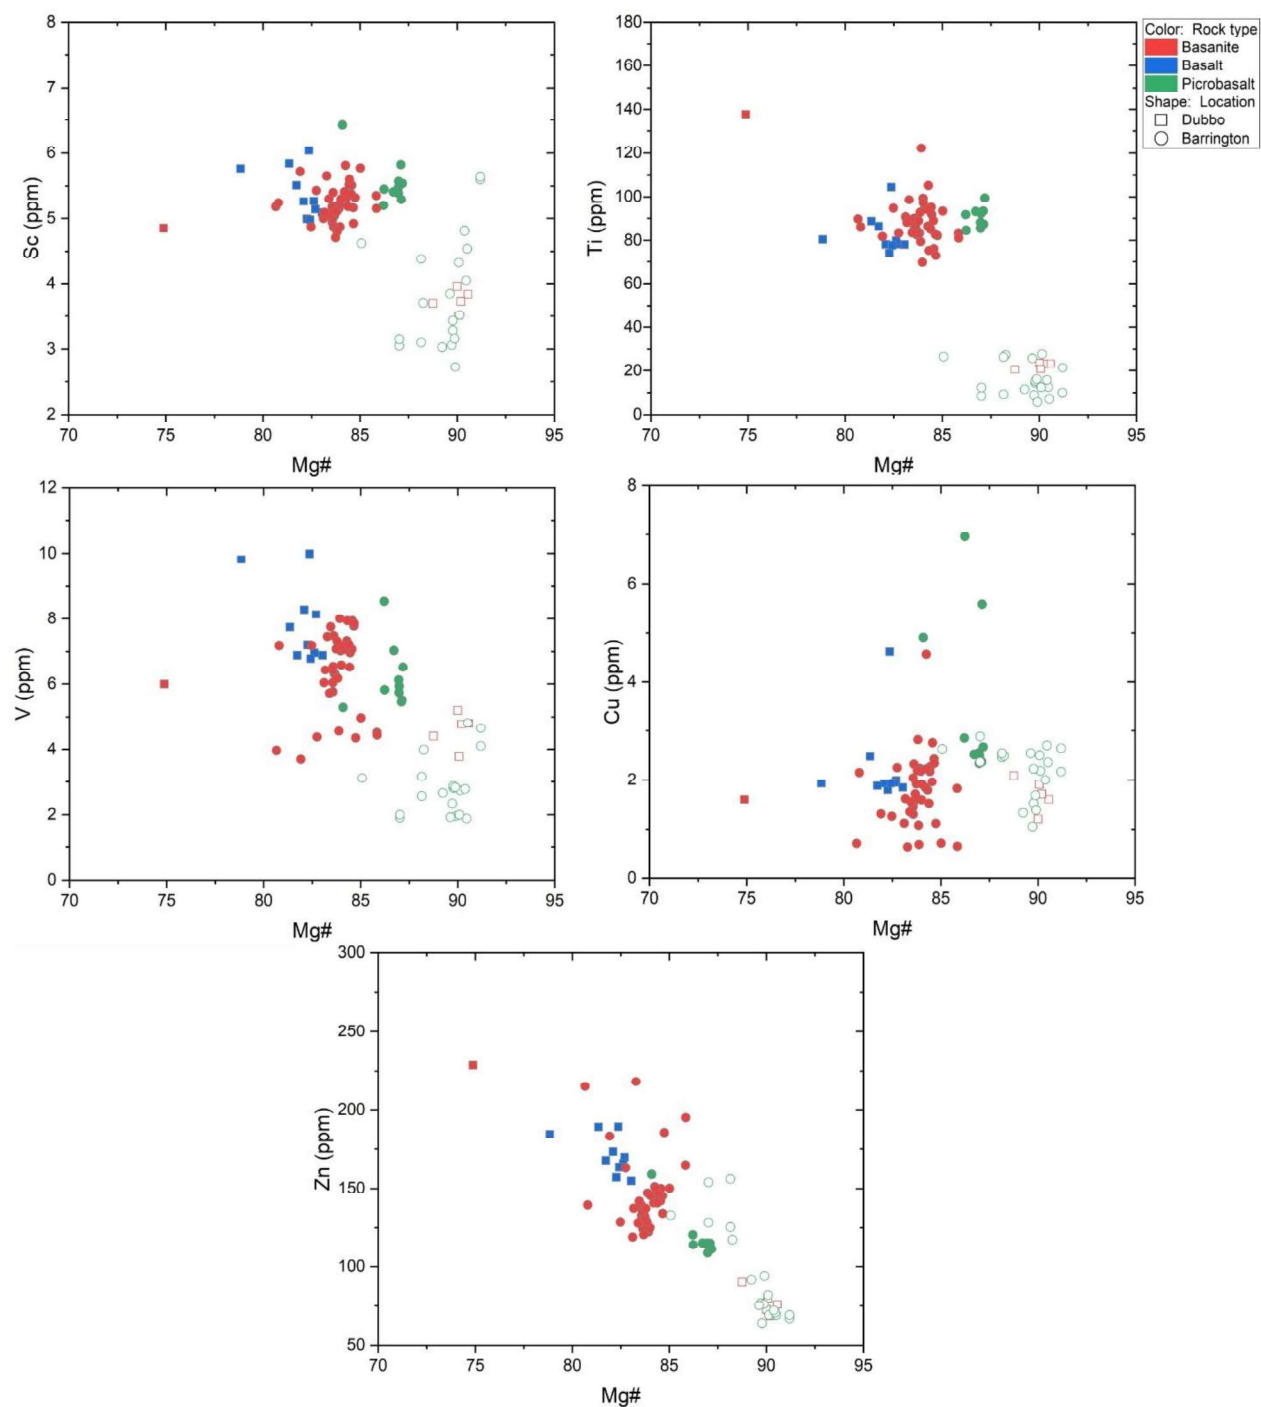 8
7
6
5
4
3
2
Sc (ppm)
70 75 80 85 90 95
Mg#
180
160
140
120
100
80
60
40
20
0
Ti (ppm)
70 75 80 85 90 95
Mg#
Color: Rock type
Basanite
Basalt
Picrobasalt
Shape: Location
Dubbo
Barrington
12
10
8
6
4
2
0
V (ppm)
70 75 80 85 90 95
Mg#
8
6
4
2
0
Cu (ppm)
70 75 80 85 90 95
Mg#
300
250
200
150
100
50
Zn (ppm)
70 75 80 85 90 95
Mg#